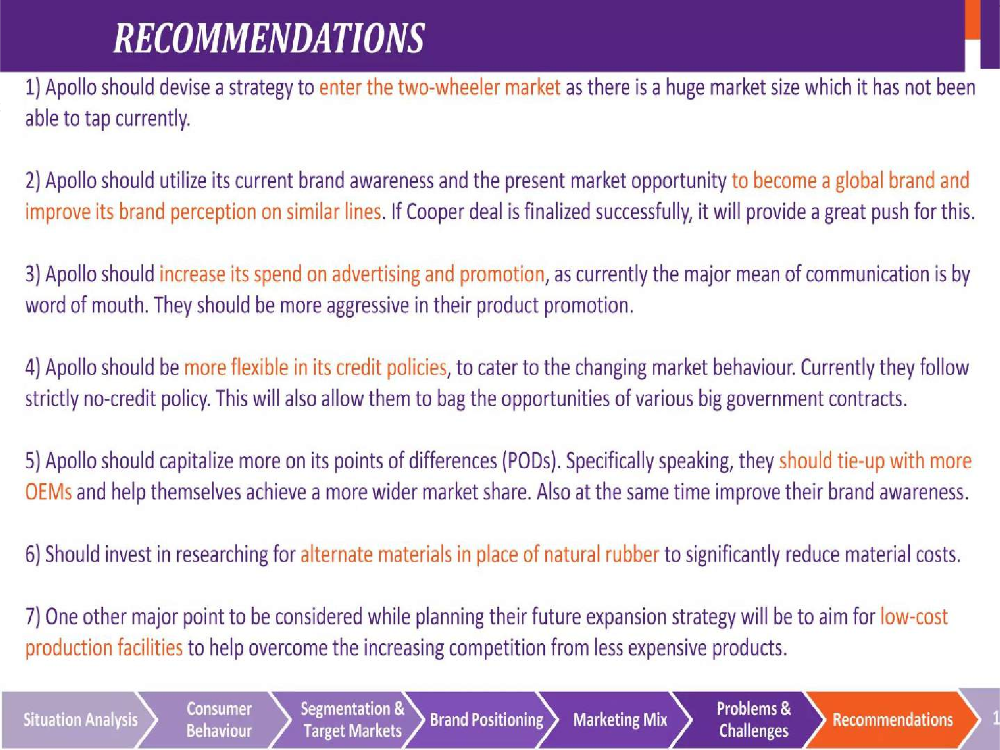 RECOMMENDATIONS
1) Apollo should devise a strategy to enter the two-wheeler market as there is a huge market size which it has not been
able to tap currently.
2) Apollo should utilize its current brand awareness and the present market opportunity to become a global brand and
improve its brand perception on similar lines. If Cooper deal is finalized successfully, it will provide a great push for this.
3) Apollo should increase its spend on advertising and promotion, as currently the major mean of communication is by
word of mouth. They should be more aggressive in their product promotion.
4) Apollo should be more flexible in its credit policies, to cater to the changing market behaviour. Currently they follow
strictly no-credit policy. This will also allow them to bag the opportunities of various big government contracts.
5) Apollo should capitalize more on its points of differences (PODs). Specifically speaking, they should tie-up with more
OEMs and help themselves achieve a more wider market share. Also at the same time improve their brand awareness.
6) Should invest in researching for alternate materials in place of natural rubber to significantly reduce material costs.
7) One other major point to be considered while planning their future expansion strategy will be to aim for low-cost
production facilities to help overcome the increasing competition from less expensive products.
Situation Analysis
Consumer
Behaviour
Segmentation &
Target Markets
Brand Positioning
Marketing Mix
Problems &
Challenges
Recommendations